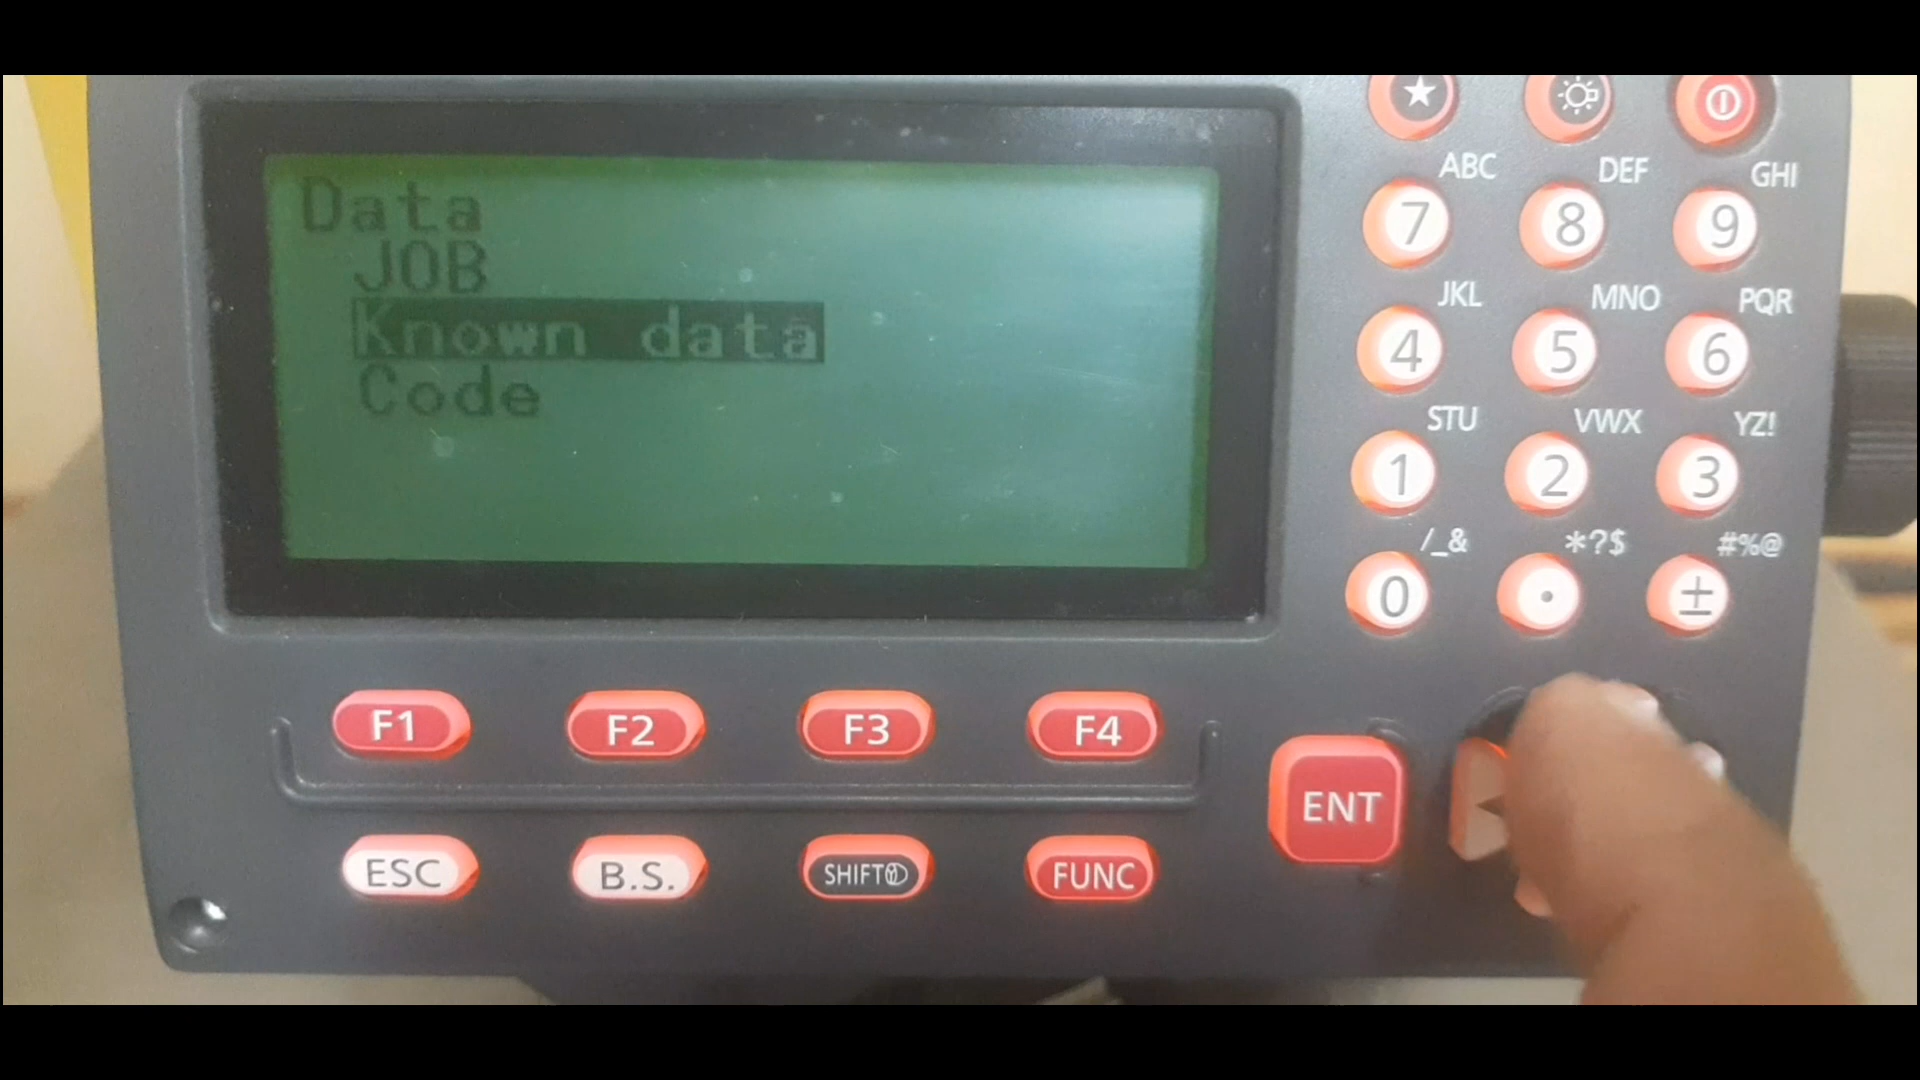 Data
JOB
Known data
Code
ABC DEF GHI
7 8 9
JKL MNO PQR
4 5 6
STU VWX YZ!
1 2 3
/_& *?$ #%@
0 . ±
F1 F2 F3 F4
ENT
ESC B.S. SHIFT FUNC